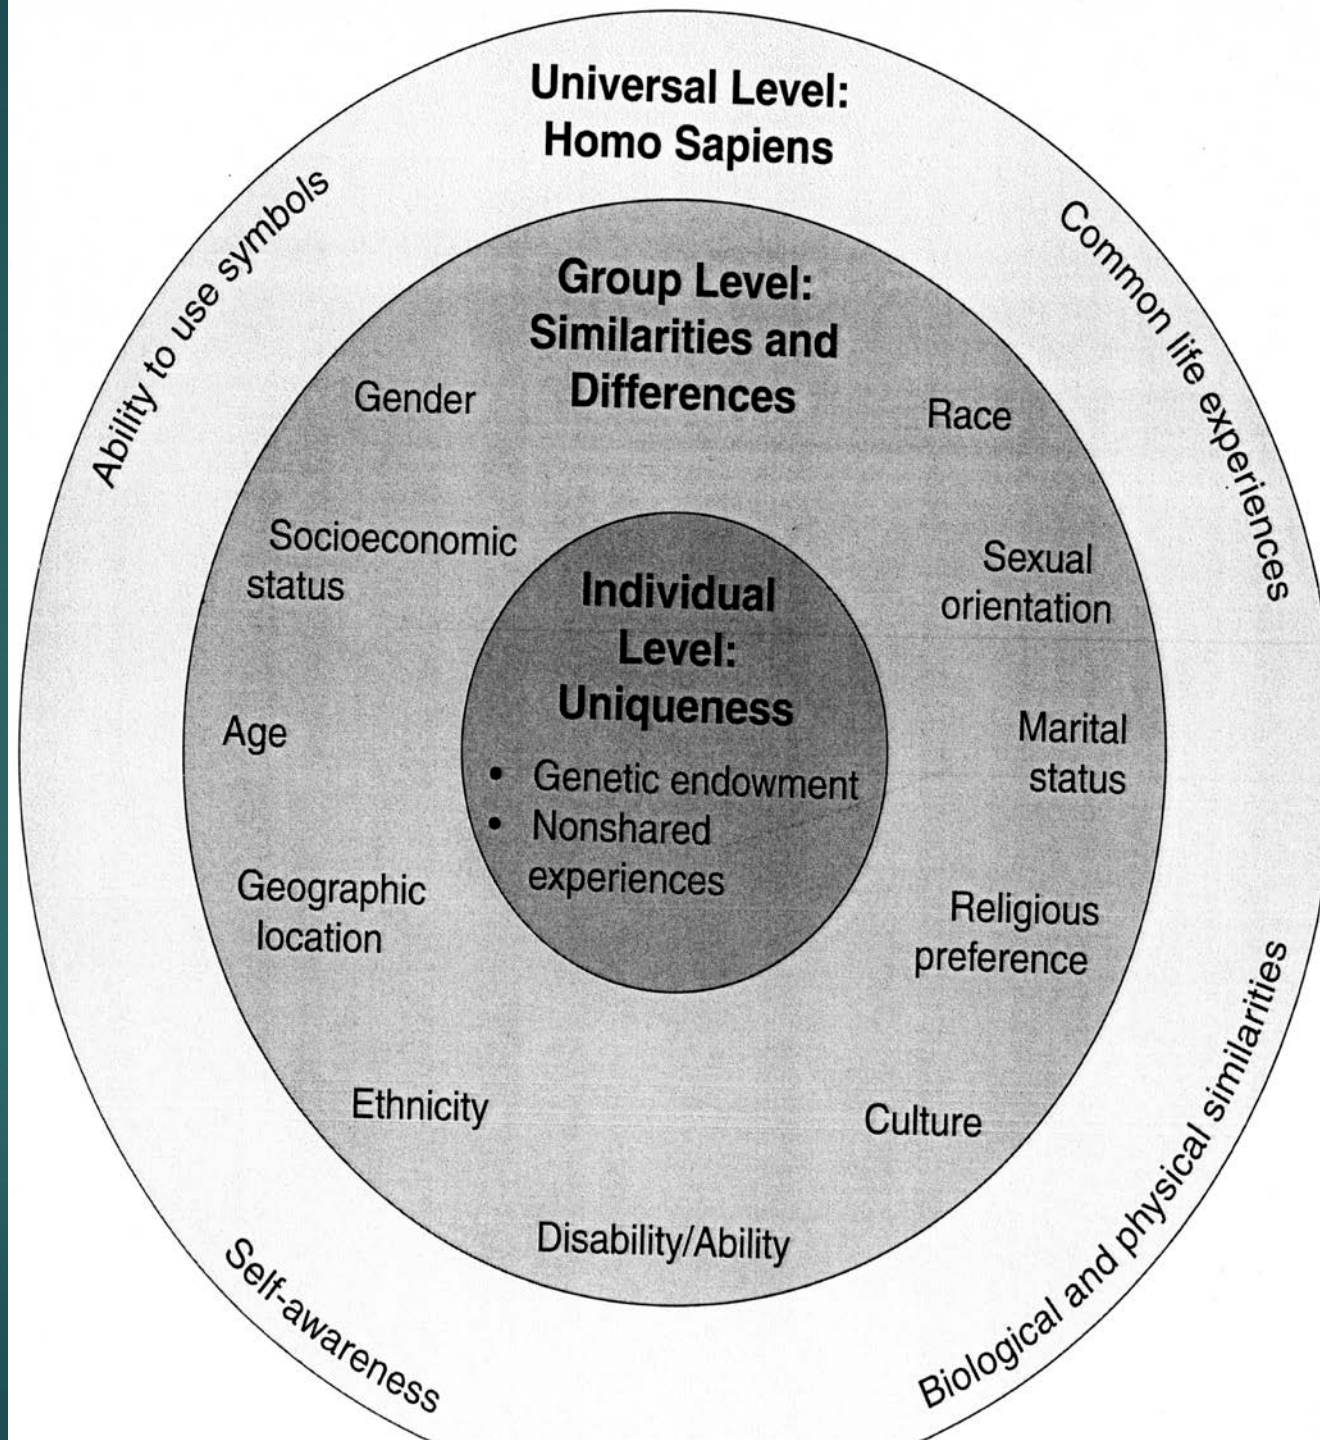 Universal Level:
Homo Sapiens
Ability to use symbols
Common life experiences
Group Level:
Similarities and
Differences
Gender
Race
Socioeconomic
status
Sexual
orientation
Individual
Level:
Uniqueness
• Genetic endowment
• Nonshared
experiences
Age
Marital
status
Geographic
location
Religious
preference
Ethnicity
Culture
Disability/Ability
Self-awareness
Biological and physical similarities